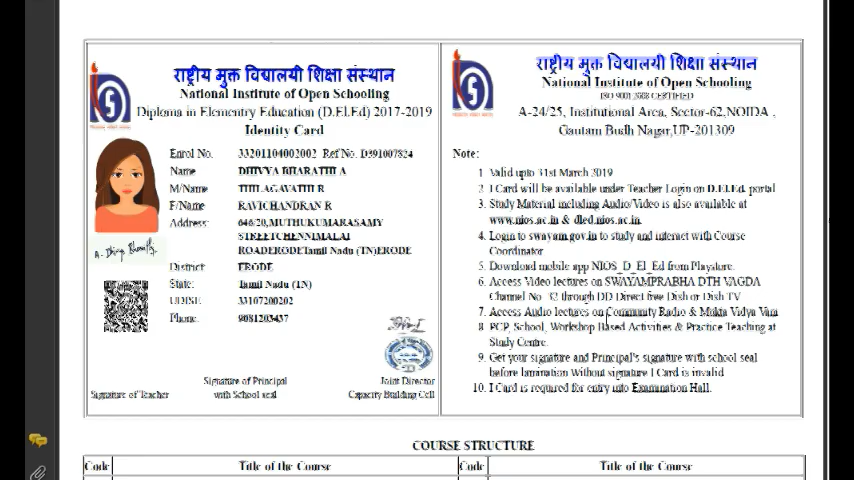 राष्ट्रीय मुक्त विद्यालयी शिक्षा संस्थान
National Institute of Open Schooling
Diploma in Elementry Education (D.El.Ed) 2017-2019
Identity Card
Enrol No. 33201104002002 Ref No. D391007824
Name DHIVYA BHARATHI A
M/Name THILAGAVATHI R
F/Name RAVICHANDRAN R
Address: 646/20,MUTHUKUMARASAMY
STREETCHENNIMALAI
ROADERODETamil Nadu (TN)ERODE
District: ERODE
State: Tamil Nadu (TN)
UDISE: 33107200202
Phone: 9681203437
Signature of Teacher
Signature of Principal
with School seal
Joint Director
Capacity Building Cell
राष्ट्रीय मुक्त विद्यालयी शिक्षा संस्थान
National Institute of Open Schooling
ISO 9001:2008 CERTIFIED
A-24/25, Institutional Area, Sector-62,NOIDA ,
Gautam Budh Nagar,UP-201309
Note:
1. Valid upto 31st March 2019
2. I Card will be available under Teacher Login on D.El.Ed. portal
3. Study Material including Audio/Video is also available at
www.nios.ac.in & dled.nios.ac.in.
4. Login to swayam.gov.in to study and interact with Course
Coordinator
5. Download mobile app NIOS_D_El_Ed from Playstore.
6. Access Video lectures on SWAYAMPRABHA DTH VAGDA
Channel No. 32 through DD Direct free Dish or Dish TV
7. Access Audio lectures on Community Radio & Mukta Vidya Vani
8. PCP, School, Workshop Based Activities & Practice Teaching at
Study Centre.
9. Get your signature and Principal's signature with school seal
before lamination Without signature I Card is invalid
10. I Card is required for entry into Examination Hall.
COURSE STRUCTURE
Code Title of the Course Code Title of the Course